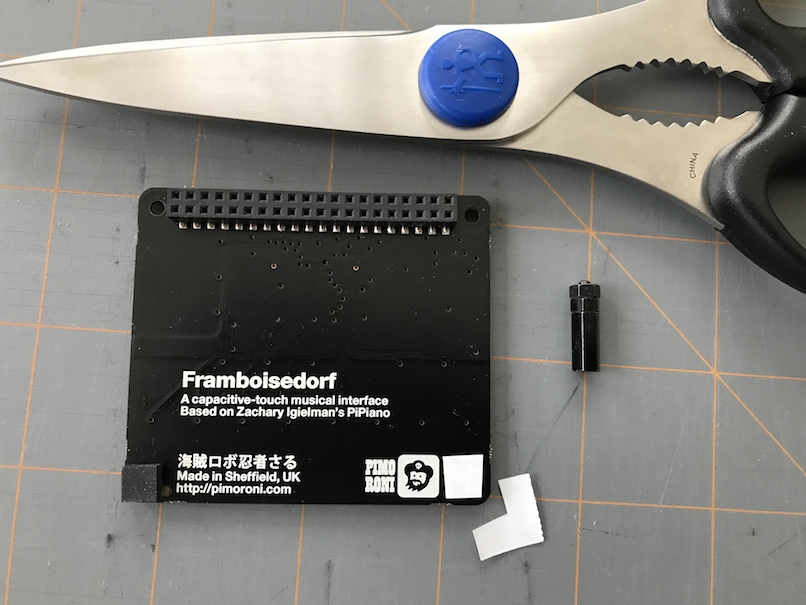 CHINA
Framboisedorf
A capacitive-touch musical interface
Based on Zachary Igielman's PiPiano
海賊ロボ忍者さる
Made in Sheffield, UK
http://pimoroni.com
PIMO
RONI